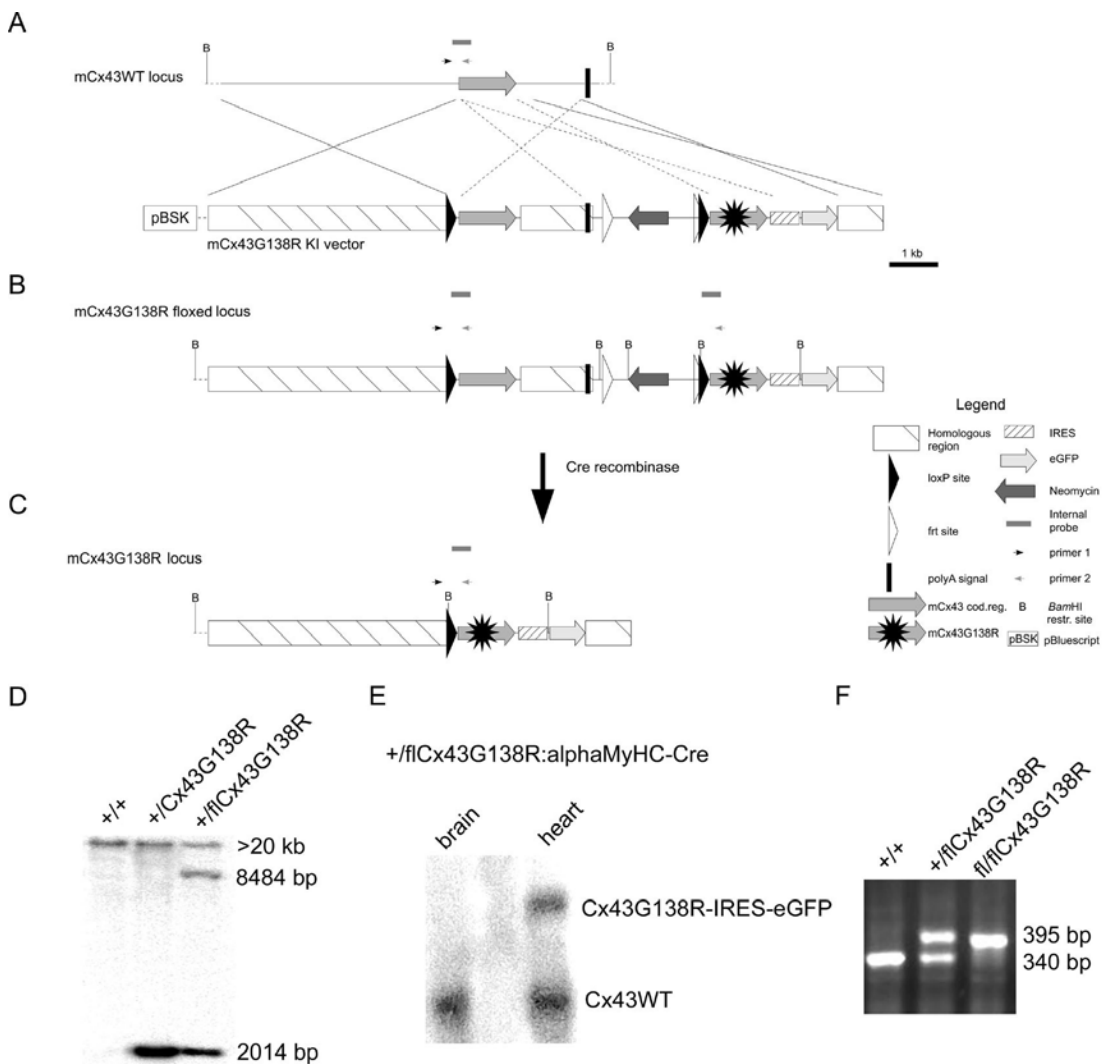 A
B
B
mCx43WT locus
pBSK
mCx43G138R KI vector
1 kb
B
mCx43G138R floxed locus
B
B
B
B
B
Cre recombinase
C
mCx43G138R locus
B
B
B
Legend
Homologous region
IRES
loxP site
eGFP
Neomycin
frt site
Internal probe
primer 1
polyA signal
primer 2
mCx43 cod.reg.
B
BamHI restr. site
mCx43G138R
pBSK
pBluescript
D
+/+
+/Cx43G138R
+/flCx43G138R
>20 kb
8484 bp
2014 bp
E
+/flCx43G138R:alphaMyHC-Cre
brain
heart
Cx43G138R-IRES-eGFP
Cx43WT
F
+/+
+/flCx43G138R
fl/flCx43G138R
395 bp
340 bp